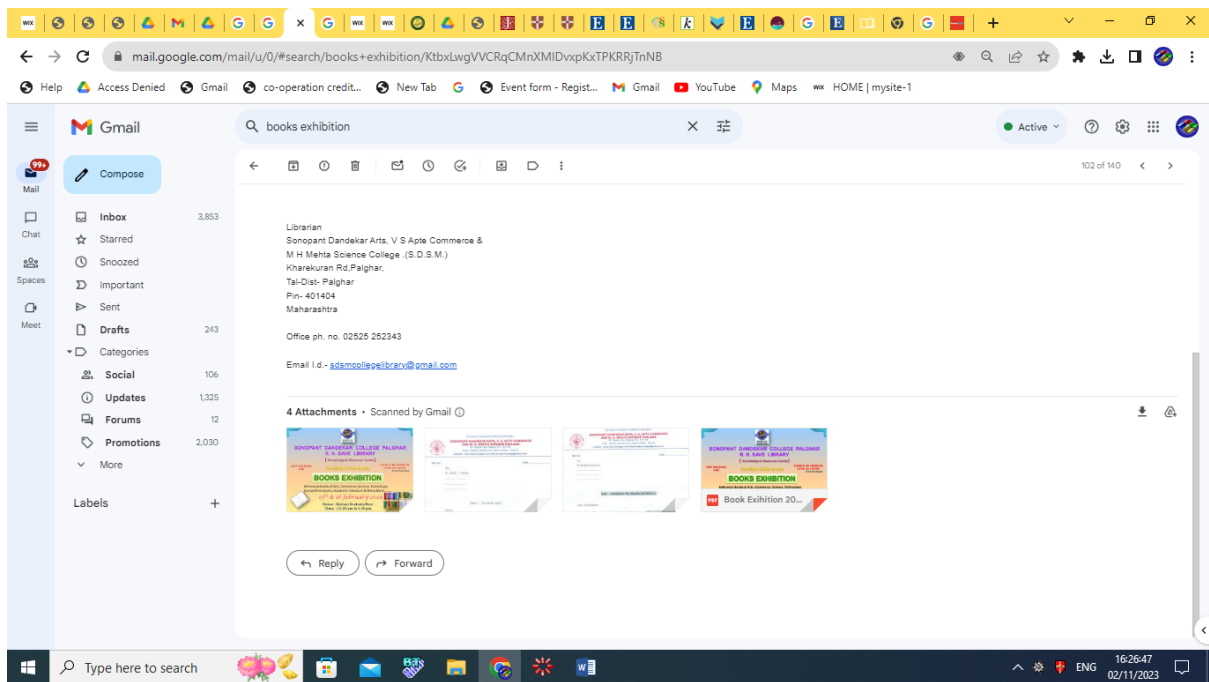 mail.google.com/mail/u/0/#search/books+exhibition/KtbxLwgVVCRqCMnXMIDvxpKxTPKRRjTnNB
Help Access Denied Gmail co-operation credit... New Tab Event form - Regist... Gmail YouTube Maps HOME | mysite-1
Gmail
books exhibition
Active
99+
Mail
Compose
102 of 140
Chat
Spaces
Meet
Inbox 3,853
Starred
Snoozed
Important
Sent
Drafts 243
Categories
Social 106
Updates 1,325
Forums 12
Promotions 2,030
More
Labels
Librarian
Sonopant Dandekar Arts, V S Apte Commerce &
M H Mehta Science College .(S.D.S.M.)
Kharekuran Rd,Palghar,
Tal-Dist- Palghar
Pin- 401404
Maharashtra
Office ph. no. 02525 252343
Email I.d.- sdsmcollegelibrary@gmail.com
4 Attachments • Scanned by Gmail
SONOPANT DANDEKAR COLLEGE PALGHAR
R. H. SAVE LIBRARY
BOOKS EXHIBITION
SONOPANT DANDEKAR COLLEGE PALGHAR
R. H. SAVE LIBRARY
BOOKS EXHIBITION
PDF Book Exihition 20...
Reply
Forward
Type here to search
ENG
16:26:47
02/11/2023